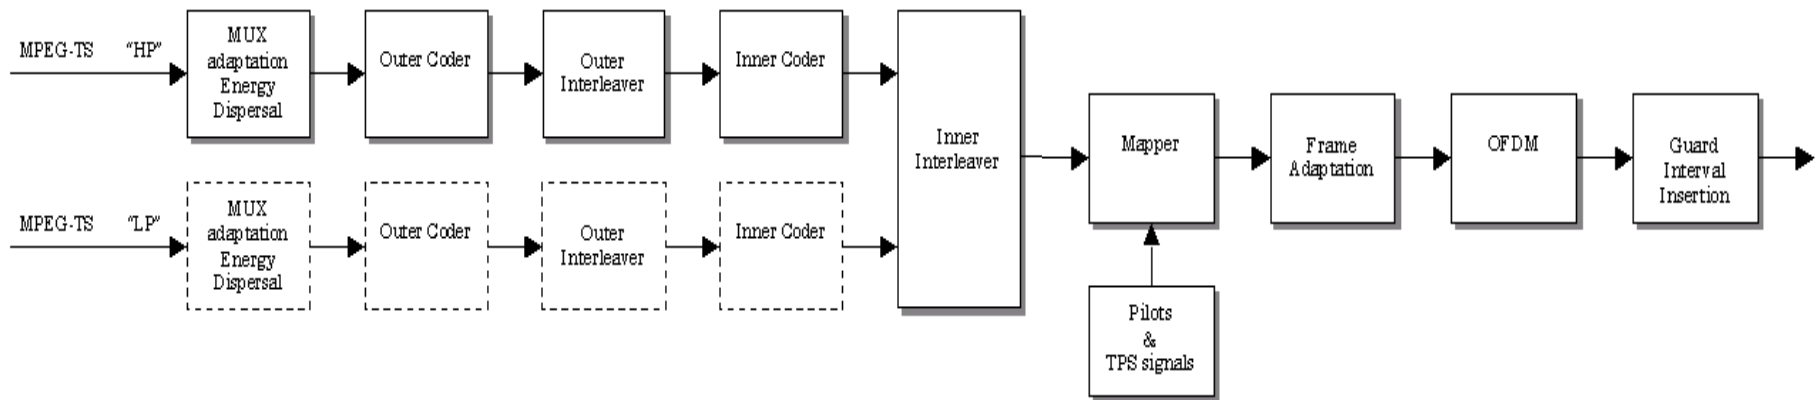 MPEG-TS "HP"
MUX
adaptation
Energy
Dispersal
Outer Coder
Outer
Interleaver
Inner Coder
MPEG-TS "LP"
MUX
adaptation
Energy
Dispersal
Outer Coder
Outer
Interleaver
Inner Coder
Inner
Interleaver
Mapper
Pilots
&
TPS signals
Frame
Adaptation
OFDM
Guard
Interval
Insertion